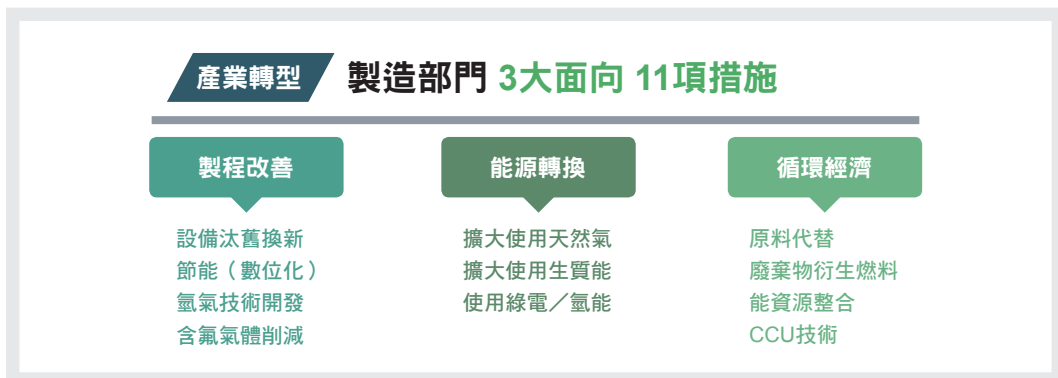 產業轉型 製造部門 3大面向 11項措施
製程改善
設備汰舊換新
節能（數位化）
氫氣技術開發
含氟氣體削減
能源轉換
擴大使用天然氣
擴大使用生質能
使用綠電／氫能
循環經濟
原料代替
廢棄物衍生燃料
能資源整合
CCU技術